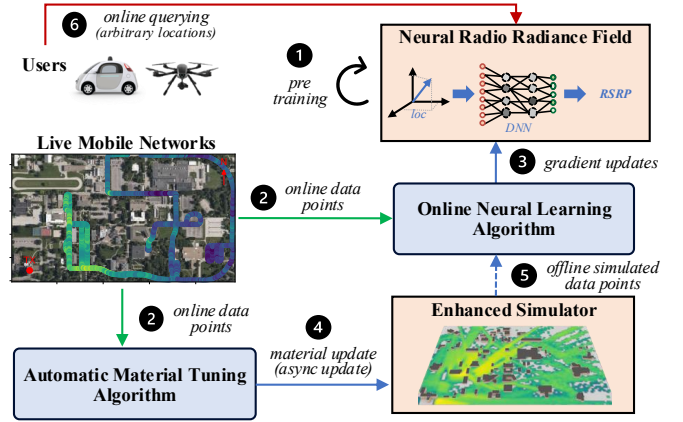 6
online querying
(arbitrary locations)
Users
1
pre
training
Neural Radio Radiance Field
loc
DNN
RSRP
Live Mobile Networks
2
online data
points
3
gradient updates
Online Neural Learning
Algorithm
2
online data
points
5
offline simulated
data points
4
material update
(async update)
Enhanced Simulator
Automatic Material Tuning
Algorithm